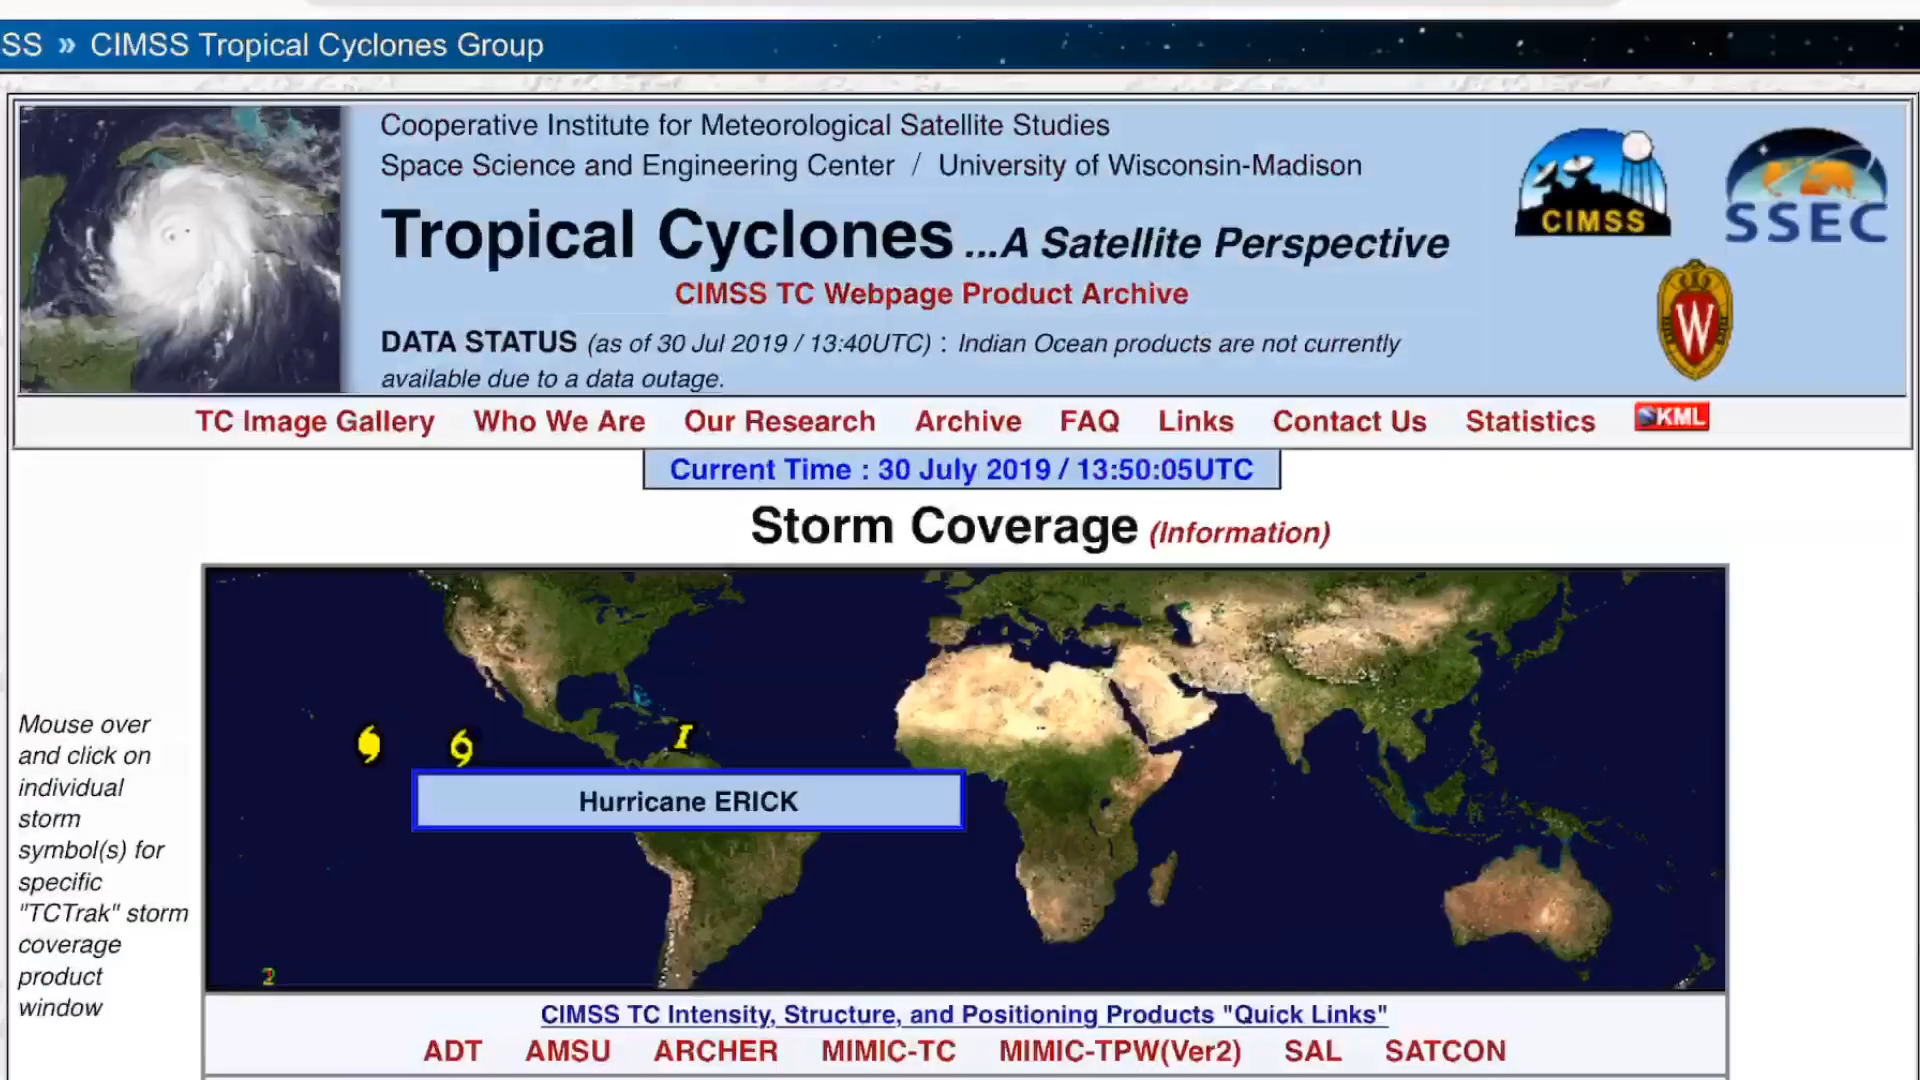 SS » CIMSS Tropical Cyclones Group
Cooperative Institute for Meteorological Satellite Studies
Space Science and Engineering Center / University of Wisconsin-Madison
Tropical Cyclones ...A Satellite Perspective
CIMSS TC Webpage Product Archive
DATA STATUS (as of 30 Jul 2019 / 13:40UTC) : Indian Ocean products are not currently
available due to a data outage.
CIMSS
SSEC
W
TC Image Gallery Who We Are Our Research Archive FAQ Links Contact Us Statistics KML
Current Time : 30 July 2019 / 13:50:05UTC
Storm Coverage (Information)
Mouse over
and click on
individual
storm
symbol(s) for
specific
"TCTrak" storm
coverage
product
window
I
Hurricane ERICK
2
CIMSS TC Intensity, Structure, and Positioning Products "Quick Links"
ADT AMSU ARCHER MIMIC-TC MIMIC-TPW(Ver2) SAL SATCON